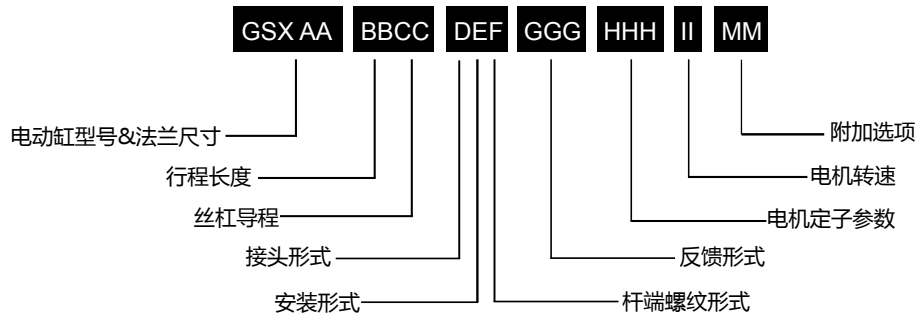 GSX AA BBCC DEF GGG HHH II MM
电动缸型号&法兰尺寸
附加选项
行程长度
电机转速
丝杠导程
电机定子参数
接头形式
反馈形式
安装形式
杆端螺纹形式